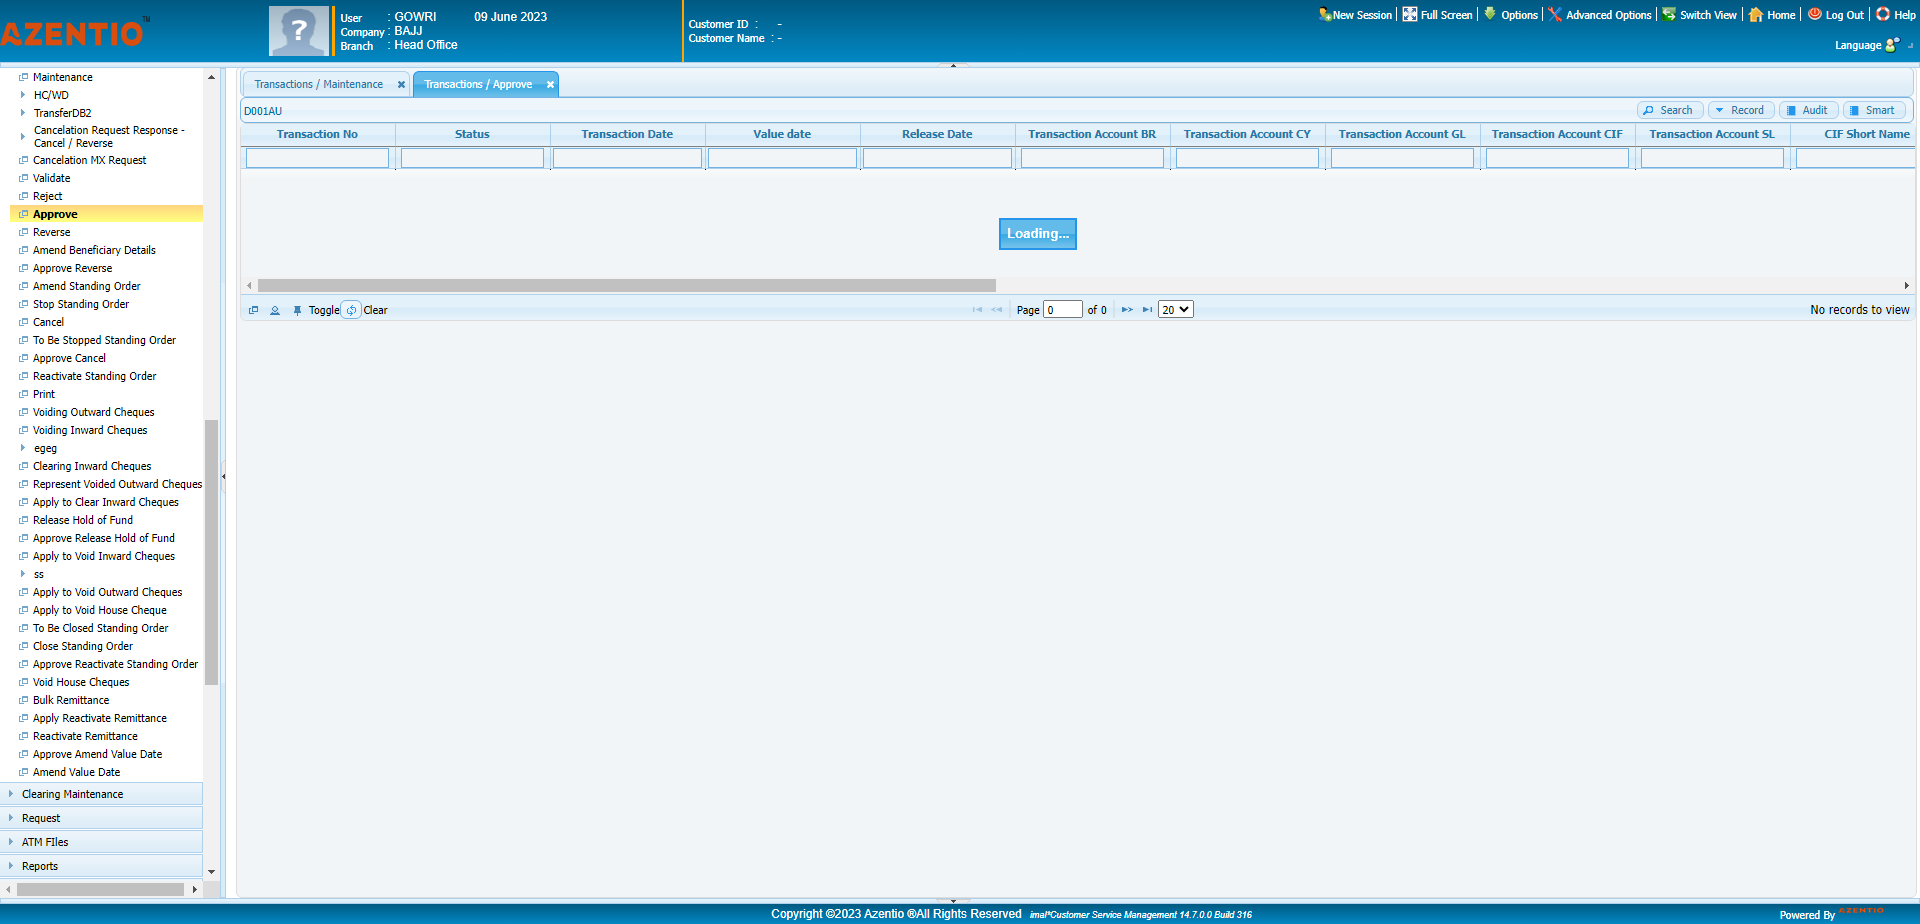 AZENTIO™
?
User : GOWRI 09 June 2023
Company : BAJJ
Branch : Head Office
Customer ID : -
Customer Name : -
New Session
Full Screen
Options
Advanced Options
Switch View
Home
Log Out
Help
Language
Maintenance
HC/WD
TransferDB2
Cancelation Request Response -
Cancel / Reverse
Cancelation MX Request
Validate
Reject
Approve
Reverse
Amend Beneficiary Details
Approve Reverse
Amend Standing Order
Stop Standing Order
Cancel
To Be Stopped Standing Order
Approve Cancel
Reactivate Standing Order
Print
Voiding Outward Cheques
Voiding Inward Cheques
egeg
Clearing Inward Cheques
Represent Voided Outward Cheques
Apply to Clear Inward Cheques
Release Hold of Fund
Approve Release Hold of Fund
Apply to Void Inward Cheques
ss
Apply to Void Outward Cheques
Apply to Void House Cheque
To Be Closed Standing Order
Close Standing Order
Approve Reactivate Standing Order
Void House Cheques
Bulk Remittance
Apply Reactivate Remittance
Reactivate Remittance
Approve Amend Value Date
Amend Value Date
Clearing Maintenance
Request
ATM FIles
Reports
Transactions / Maintenance
Transactions / Approve
D001AU
Search
Record
Audit
Smart
Transaction No
Status
Transaction Date
Value date
Release Date
Transaction Account BR
Transaction Account CY
Transaction Account GL
Transaction Account CIF
Transaction Account SL
CIF Short Name
Loading...
Toggle
Clear
Page 0 of 0
20
No records to view
Copyright ©2023 Azentio ®All Rights Reserved imal*Customer Service Management 14.7.0.0 Build 316
Powered By AZENTIO